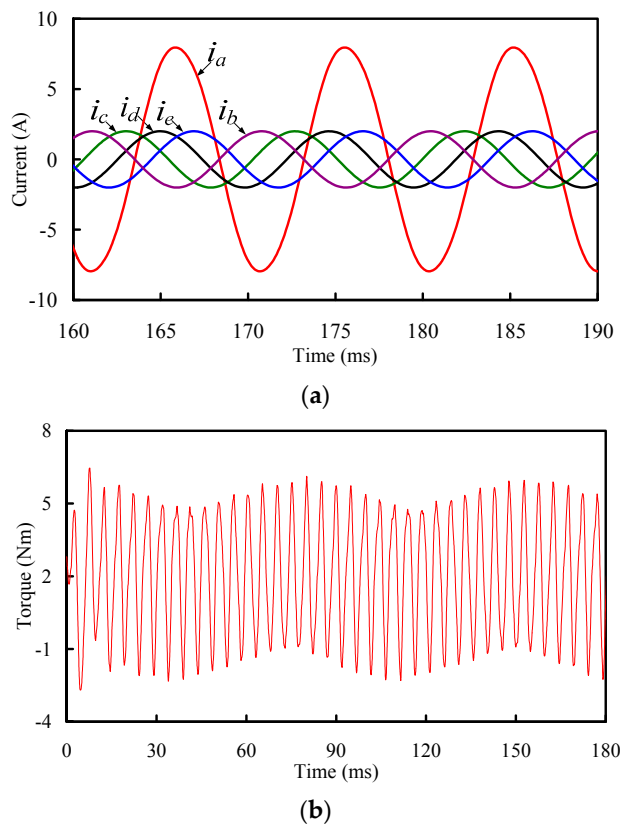 10
5
0
-5
-10
Current (A)
i_a
i_c i_d i_e i_b
160 165 170 175 180 185 190
Time (ms)
(a)
8
5
2
-1
-4
Torque (Nm)
0 30 60 90 120 150 180
Time (ms)
(b)